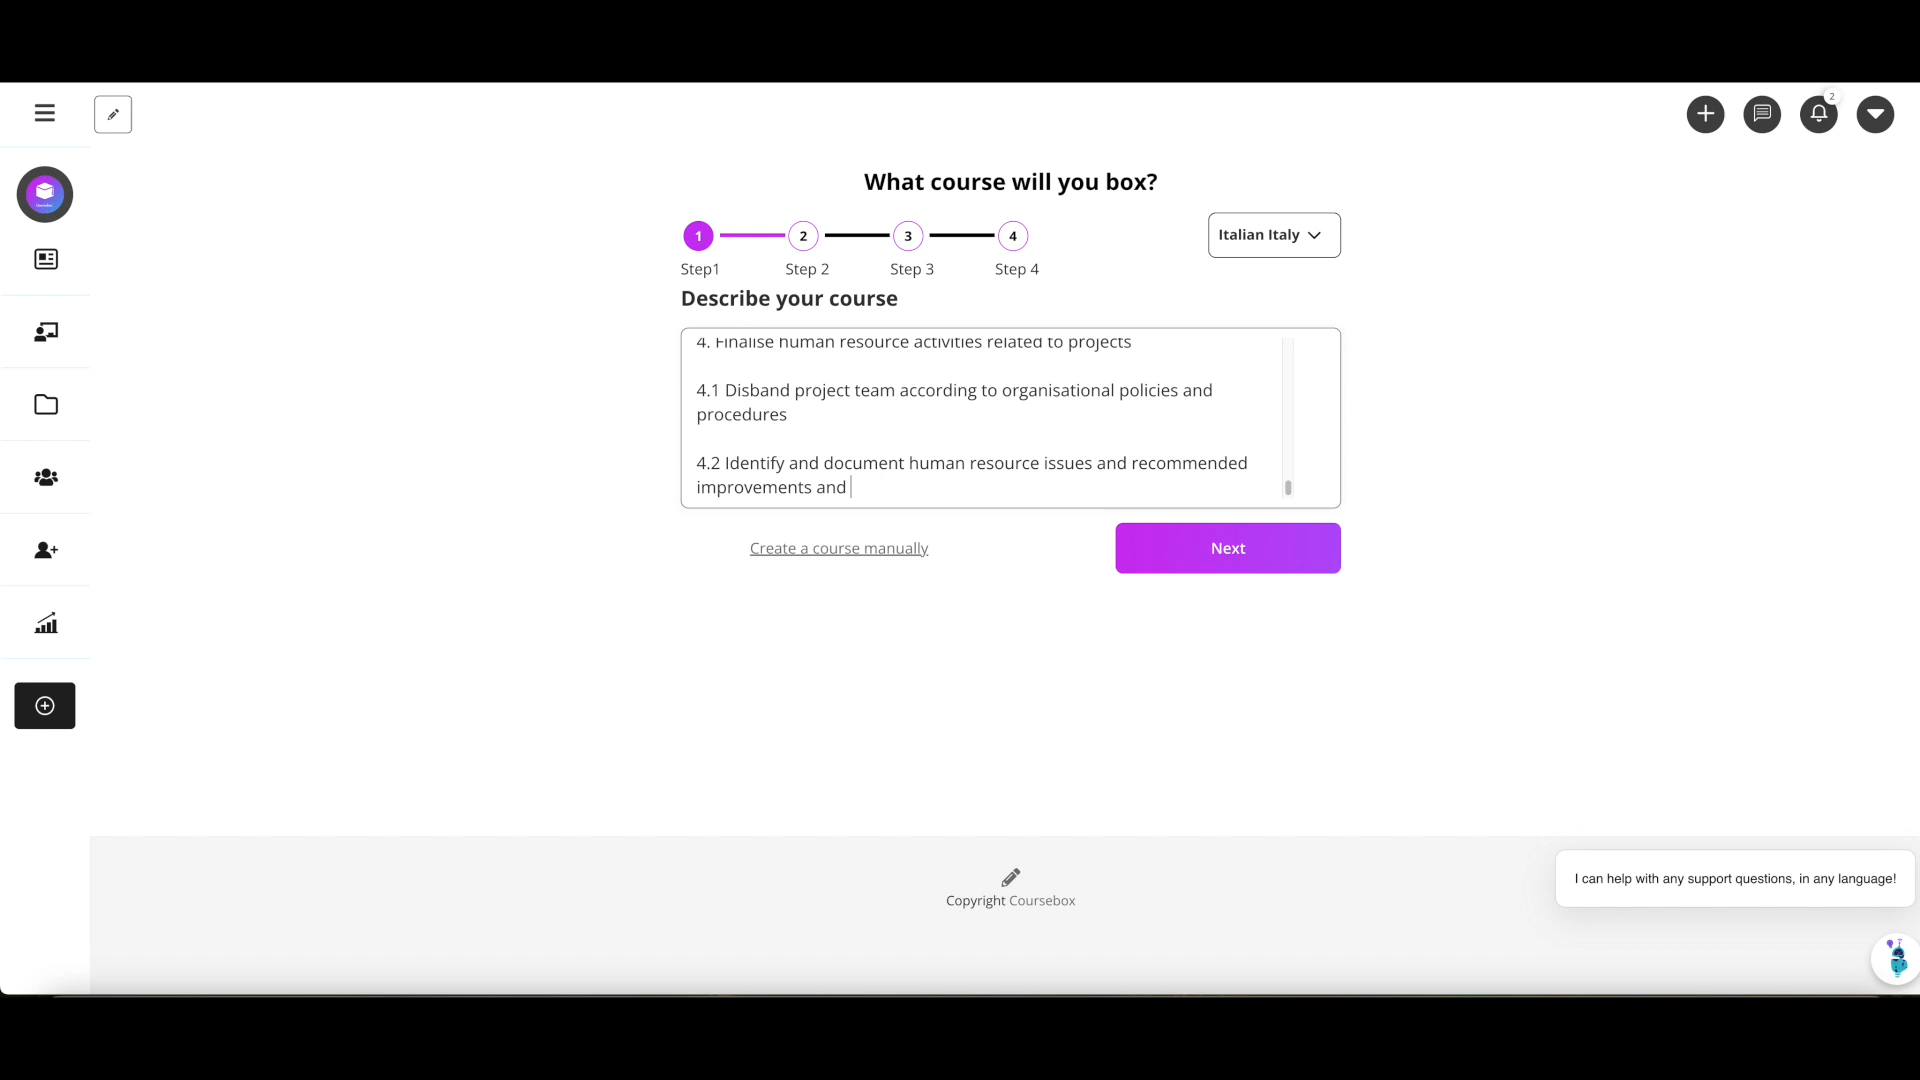 2
What course will you box?
1 2 3 4
Step1 Step 2 Step 3 Step 4
Italian Italy
Describe your course
4. Finalise human resource activities related to projects
4.1 Disband project team according to organisational policies and
procedures
4.2 Identify and document human resource issues and recommended
improvements and
Create a course manually
Next
Copyright Coursebox
I can help with any support questions, in any language!